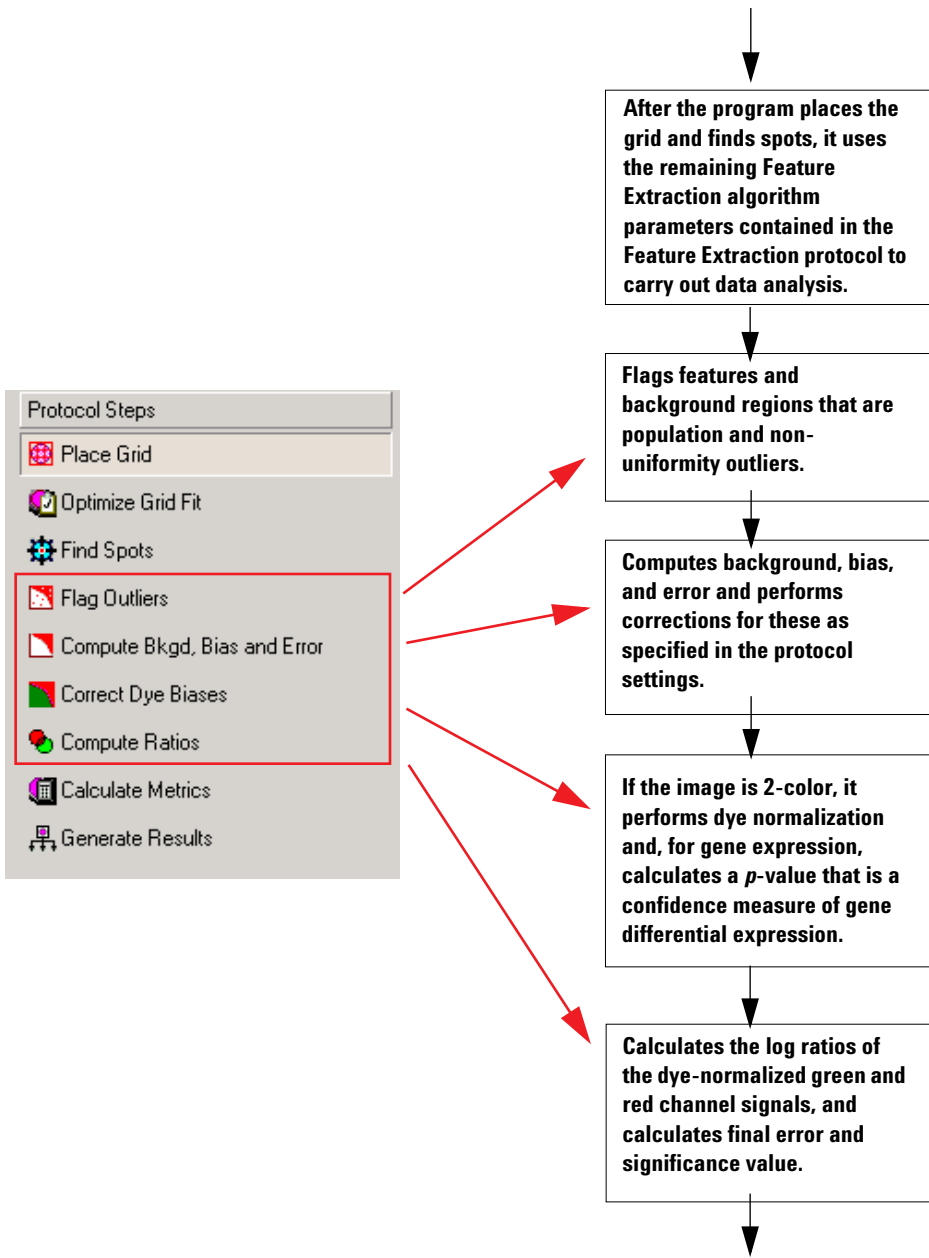 After the program places the
grid and finds spots, it uses
the remaining Feature
Extraction algorithm
parameters contained in the
Feature Extraction protocol to
carry out data analysis.
Flags features and
background regions that are
population and non-
uniformity outliers.
Protocol Steps
Place Grid
Optimize Grid Fit
Find Spots
Flag Outliers
Compute Bkgd, Bias and Error
Correct Dye Biases
Compute Ratios
Calculate Metrics
Generate Results
Computes background, bias,
and error and performs
corrections for these as
specified in the protocol
settings.
If the image is 2-color, it
performs dye normalization
and, for gene expression,
calculates a p-value that is a
confidence measure of gene
differential expression.
Calculates the log ratios of
the dye-normalized green and
red channel signals, and
calculates final error and
significance value.